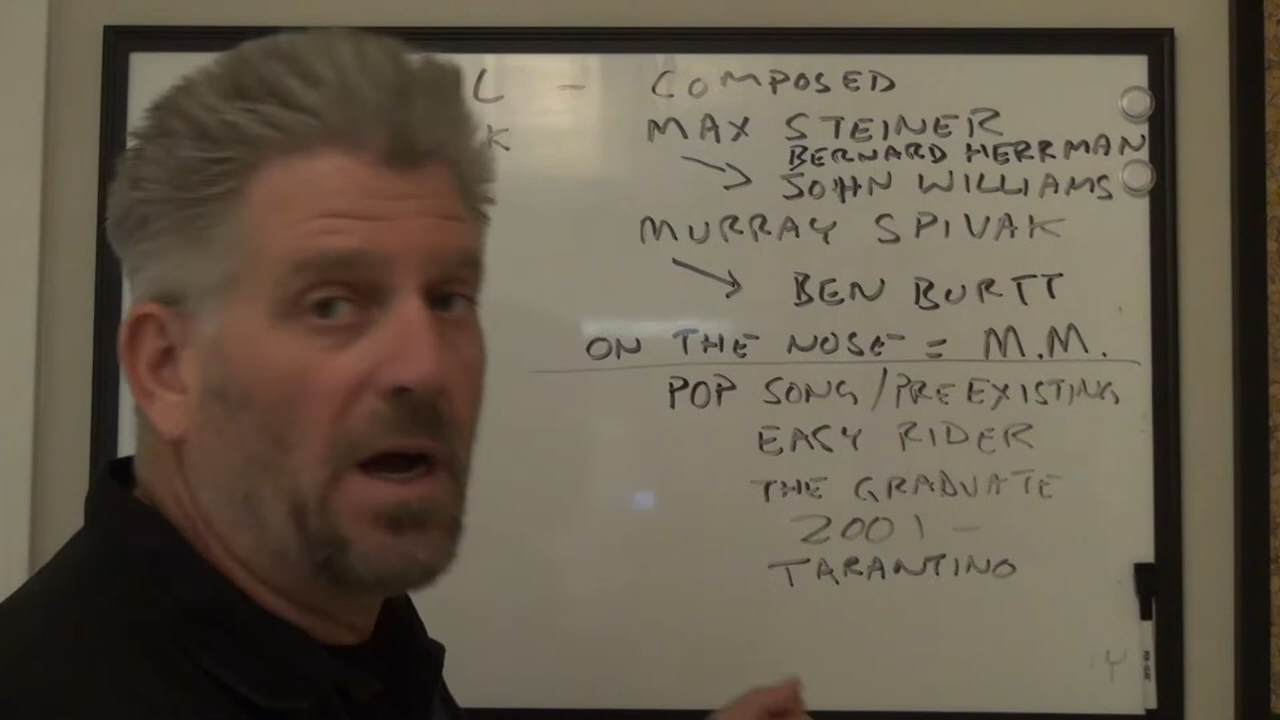 L - COMPOSED
K MAX STEINER
BERNARD HERRMAN
→ JOHN WILLIAMS
MURRAY SPIVAK
→ BEN BURTT
ON THE NOSE = M.M.
POP SONG/PREEXISTING
EASY RIDER
THE GRADUATE
2001 -
TARANTINO